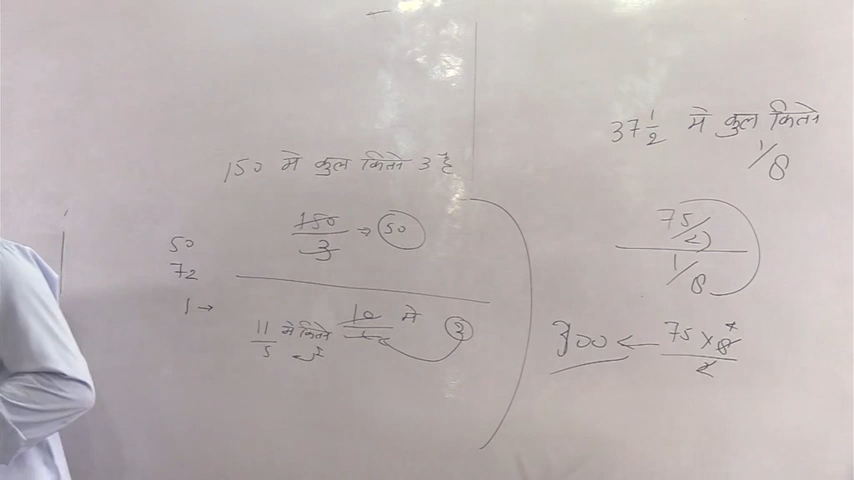 150 मे कुल कितने 3 है
150/3 ⇒ 50
50
72
1 →
11/5 मे कितने
10 मे
2
37 1/2 मे कुल कितने
1/8
75/2
1/8
300 ← 75 × 8/2